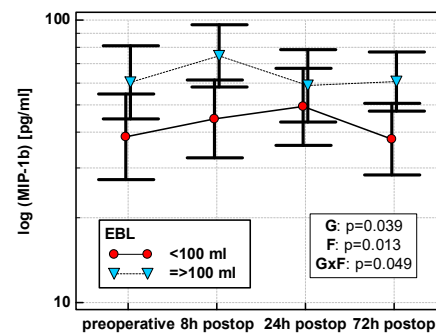 100
log (MIP-1b) [pg/ml]
10
EBL
<100 ml
=>100 ml
G: p=0.039
F: p=0.013
GxF: p=0.049
preoperative 8h postop 24h postop 72h postop